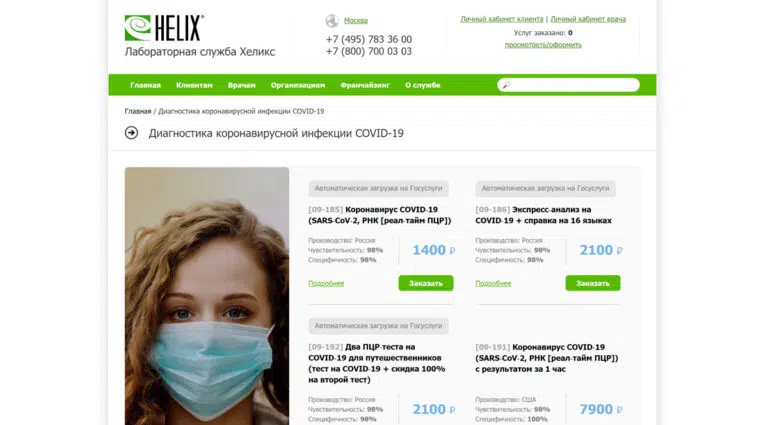 HELIX®
Лабораторная служба Хеликс
Москва
+7 (495) 783 36 00
+7 (800) 700 03 03
Личный кабинет клиента | Личный кабинет врача
Услуг заказано: 0
просмотреть/оформить
Главная Клиентам Врачам Организациям Франчайзинг О службе
Главная / Диагностика коронавирусной инфекции COVID-19
Диагностика коронавирусной инфекции COVID-19
Автоматическая загрузка на Госуслуги
[09-185] Коронавирус COVID-19
(SARS-CoV-2, РНК [реал-тайм ПЦР])
Производство: Россия
Чувствительность: 98%
Специфичность: 98%
1400 ₽
Подробнее
Заказать
Автоматическая загрузка на Госуслуги
[09-186] Экспресс-анализ на
COVID-19 + справка на 16 языках
Производство: Россия
Чувствительность: 98%
Специфичность: 98%
2100 ₽
Подробнее
Заказать
Автоматическая загрузка на Госуслуги
[09-192] Два ПЦР-теста на
COVID-19 для путешественников
(тест на COVID-19 + скидка 100%
на второй тест)
Производство: Россия
Чувствительность: 98%
Специфичность: 98%
2100 ₽
[09-191] Коронавирус COVID-19
(SARS-CoV-2, РНК [реал-тайм ПЦР])
с результатом за 1 час
Производство: США
Чувствительность: 98%
Специфичность: 100%
7900 ₽